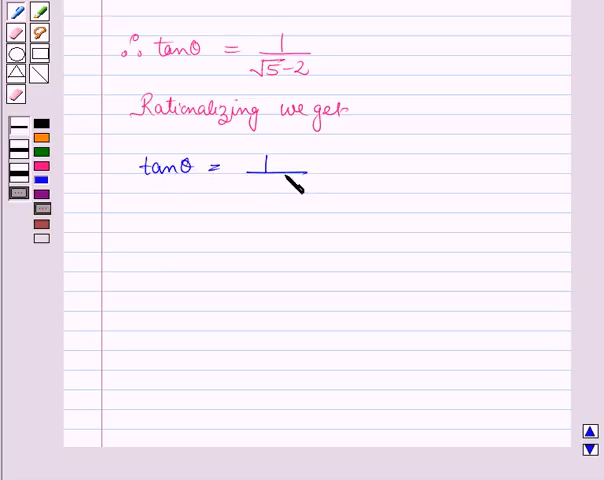 ∴ tanθ = 1/(√5-2)
Rationalizing we get
tanθ = 1/